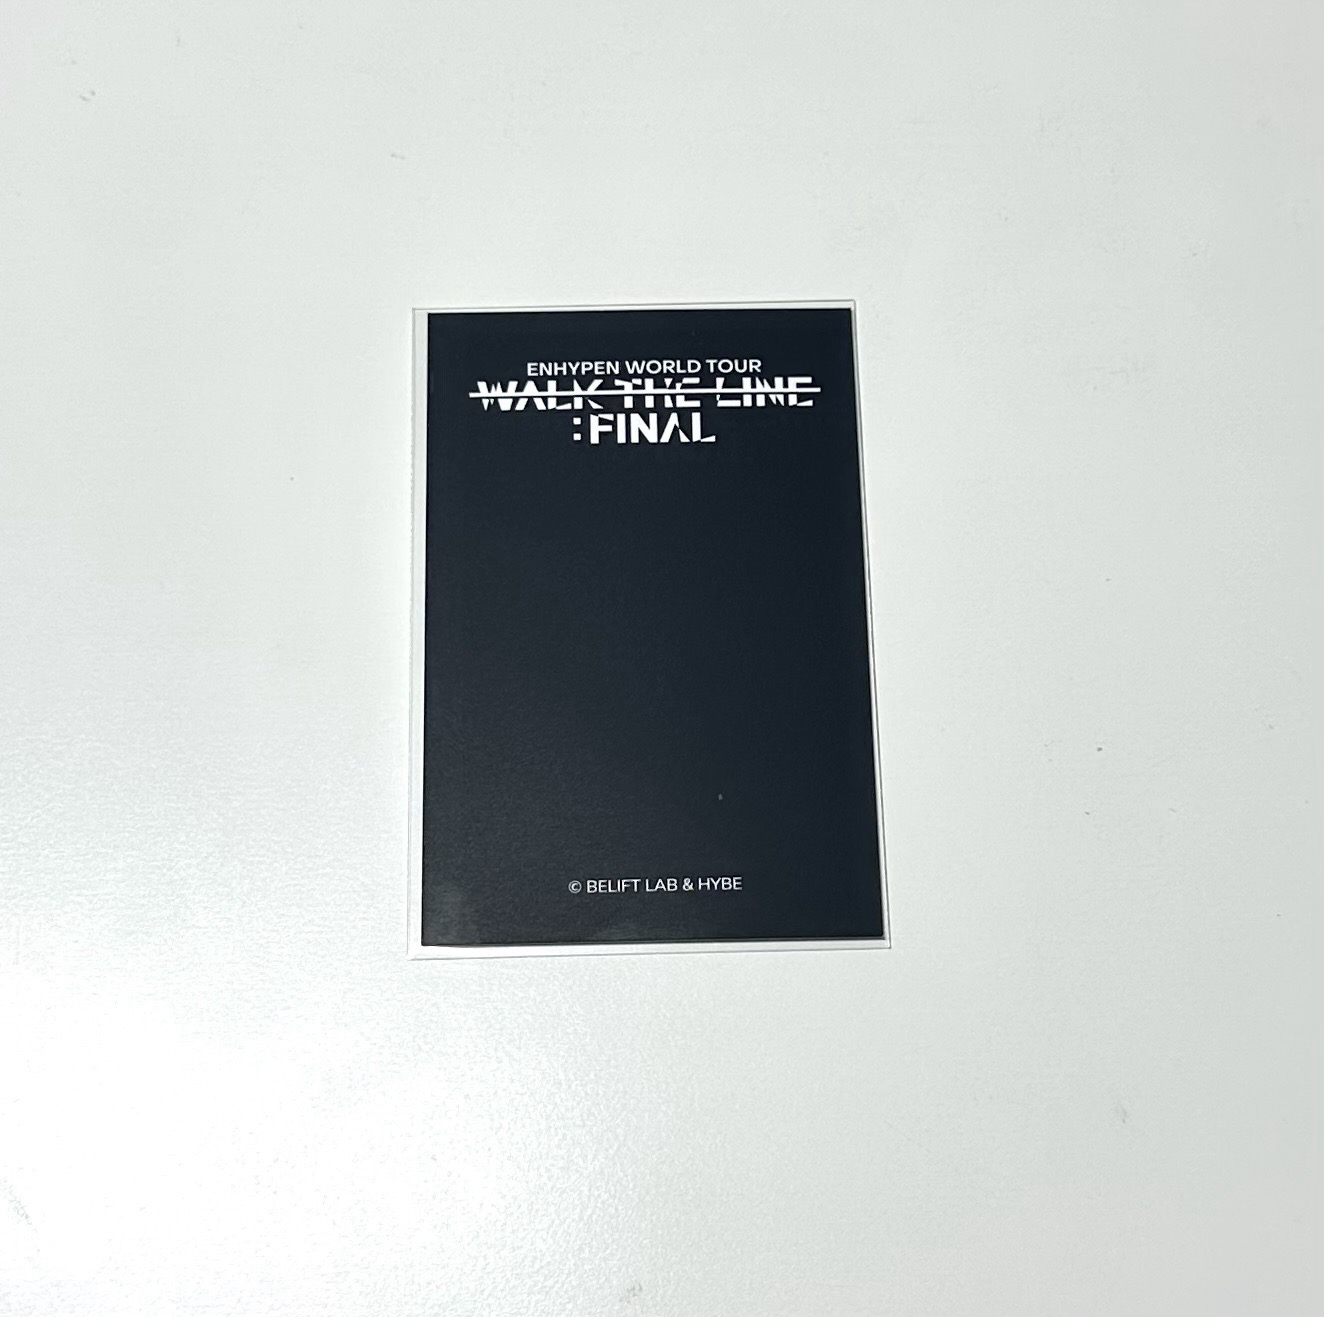 ENHYPEN WORLD TOUR
WALK THE LINE
:FINAL
© BELIFT LAB & HYBE